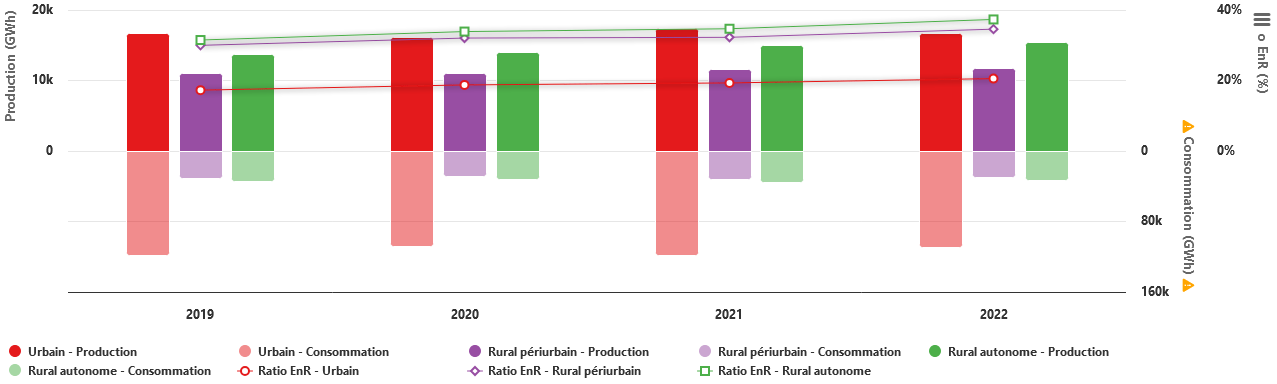 20k
10k
0
Production (GWh)
40%
20%
0%
o EnR (%)
0
80k
160k
Consommation (GWh)
2019
2020
2021
2022
Urbain - Production
Urbain - Consommation
Rural périurbain - Production
Rural périurbain - Consommation
Rural autonome - Production
Rural autonome - Consommation
Ratio EnR - Urbain
Ratio EnR - Rural périurbain
Ratio EnR - Rural autonome